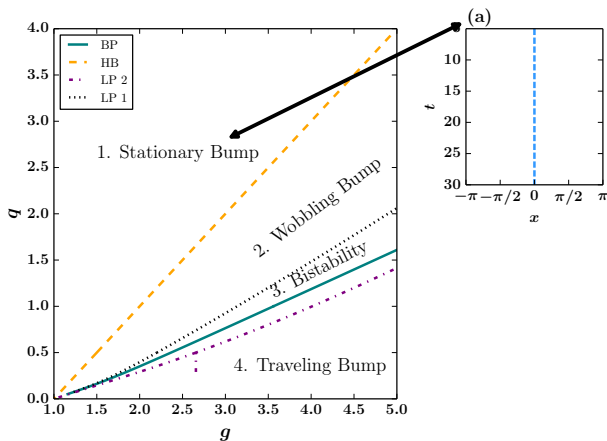 (a)
BP
HB
LP 2
LP 1
1. Stationary Bump
2. Wobbling Bump
3. Bistability
4. Traveling Bump
4.0
3.5
3.0
2.5
2.0
1.5
1.0
0.5
0.0
q
1.0 1.5 2.0 2.5 3.0 3.5 4.0 4.5 5.0
g
5
10
15
20
25
30
t
−π −π/2 0 π/2 π
x